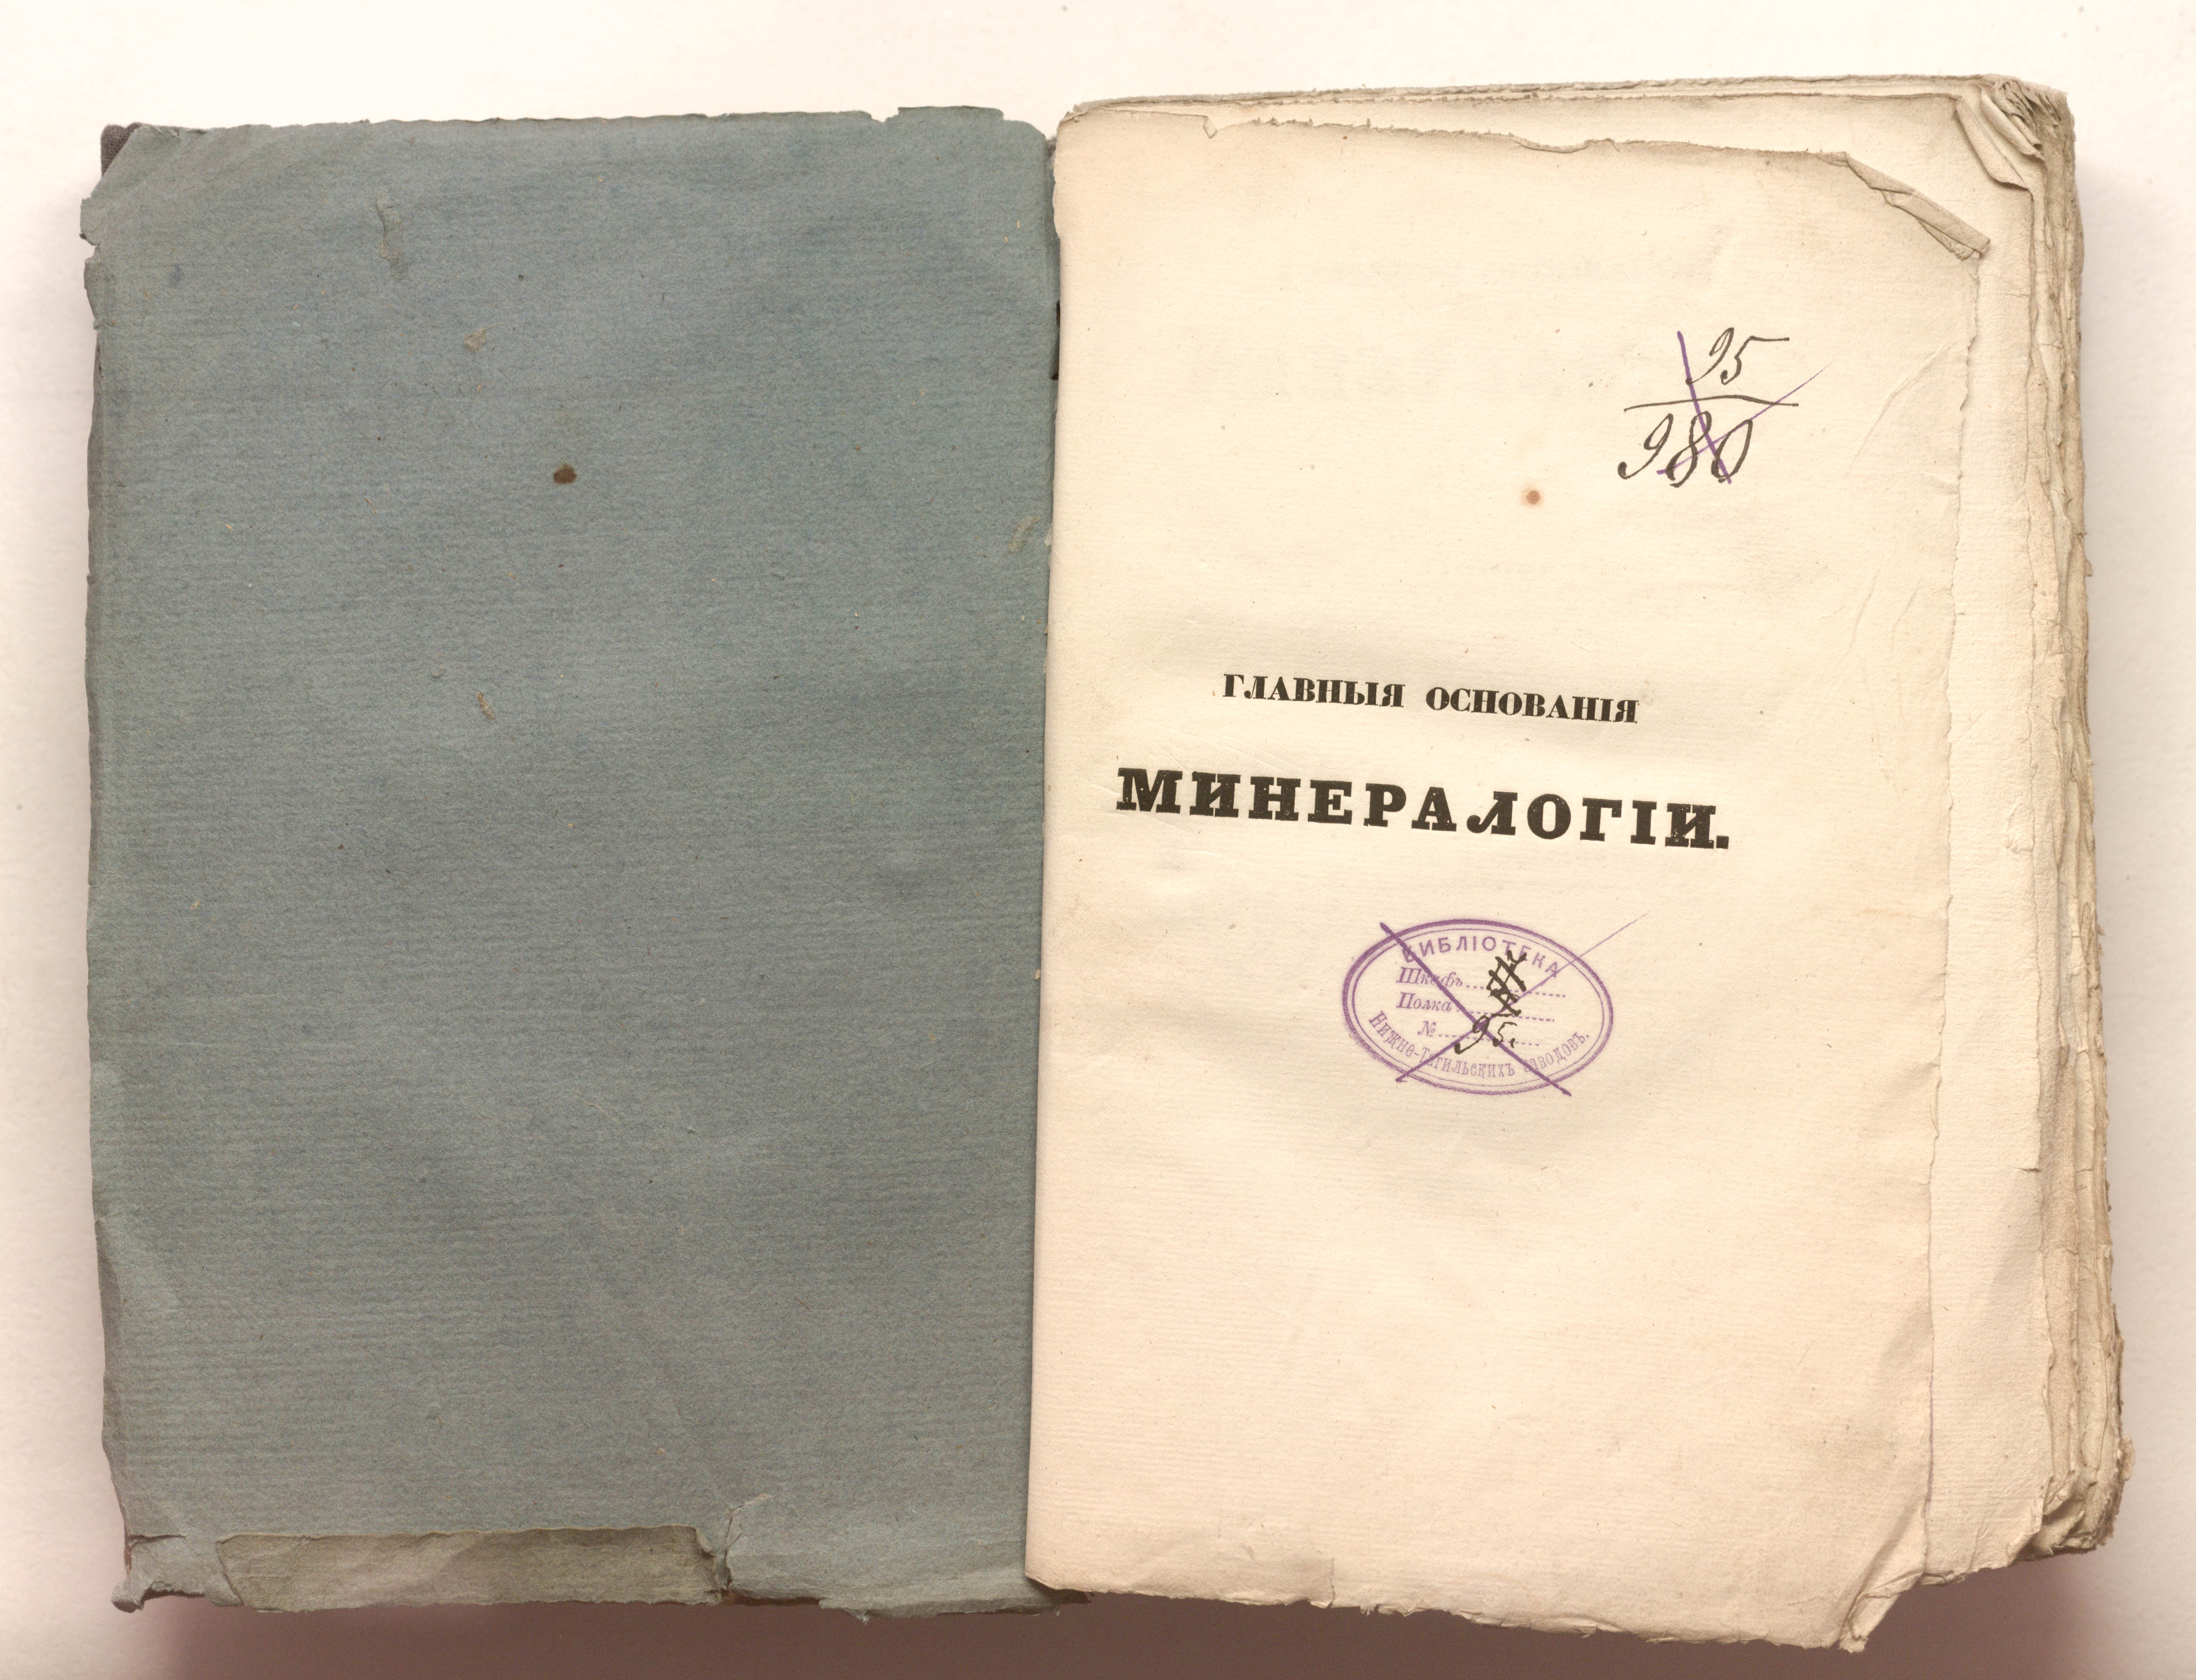 95
980
ГЛАВНЫЯ ОСНОВАНІЯ
МИНЕРАЛОГІИ.
БИБЛІОТЕКА
Шкафъ
Полка
№ 95.
Нижне-Тагильскихъ заводовъ.